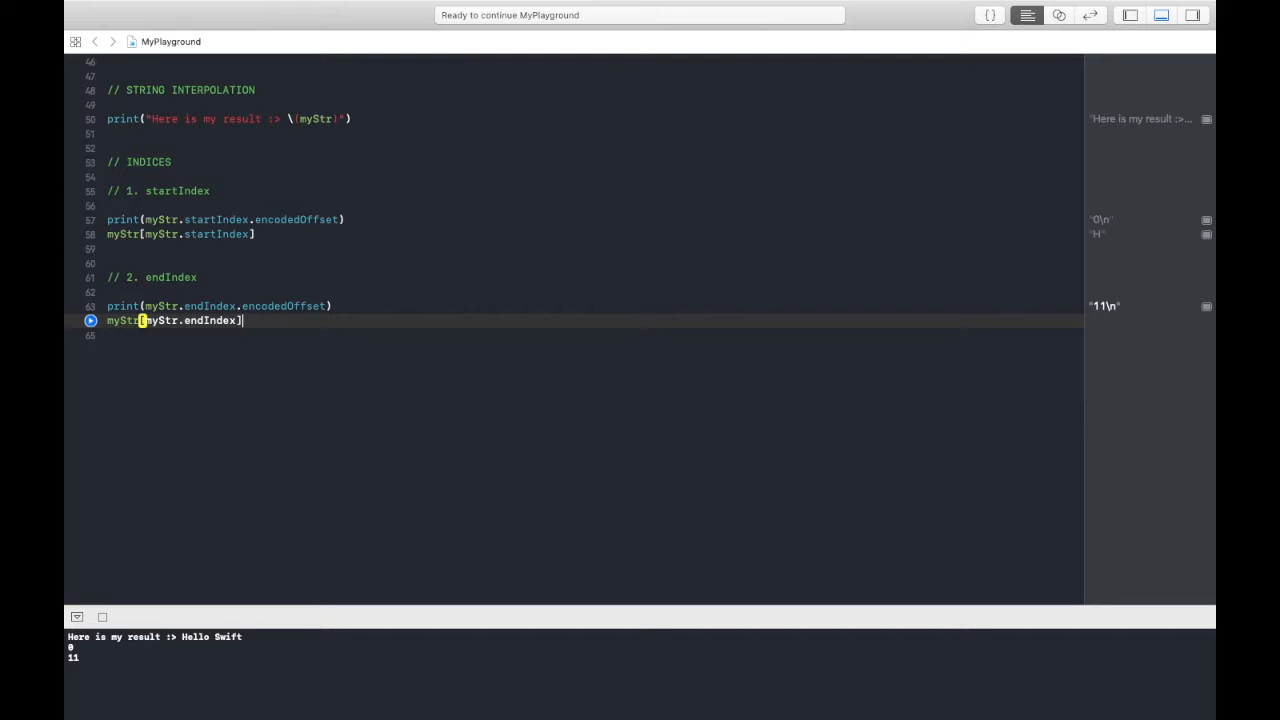 Ready to continue MyPlayground
{ }
MyPlayground
46
47
48 // STRING INTERPOLATION
49
50 print("Here is my result :> \(myStr)") "Here is my result :>...
51
52
53 // INDICES
54
55 // 1. startIndex
56
57 print(myStr.startIndex.encodedOffset) "0\n"
58 myStr[myStr.startIndex] "H"
59
60
61 // 2. endIndex
62
63 print(myStr.endIndex.encodedOffset) "11\n"
myStr[myStr.endIndex]
65
Here is my result :> Hello Swift
0
11